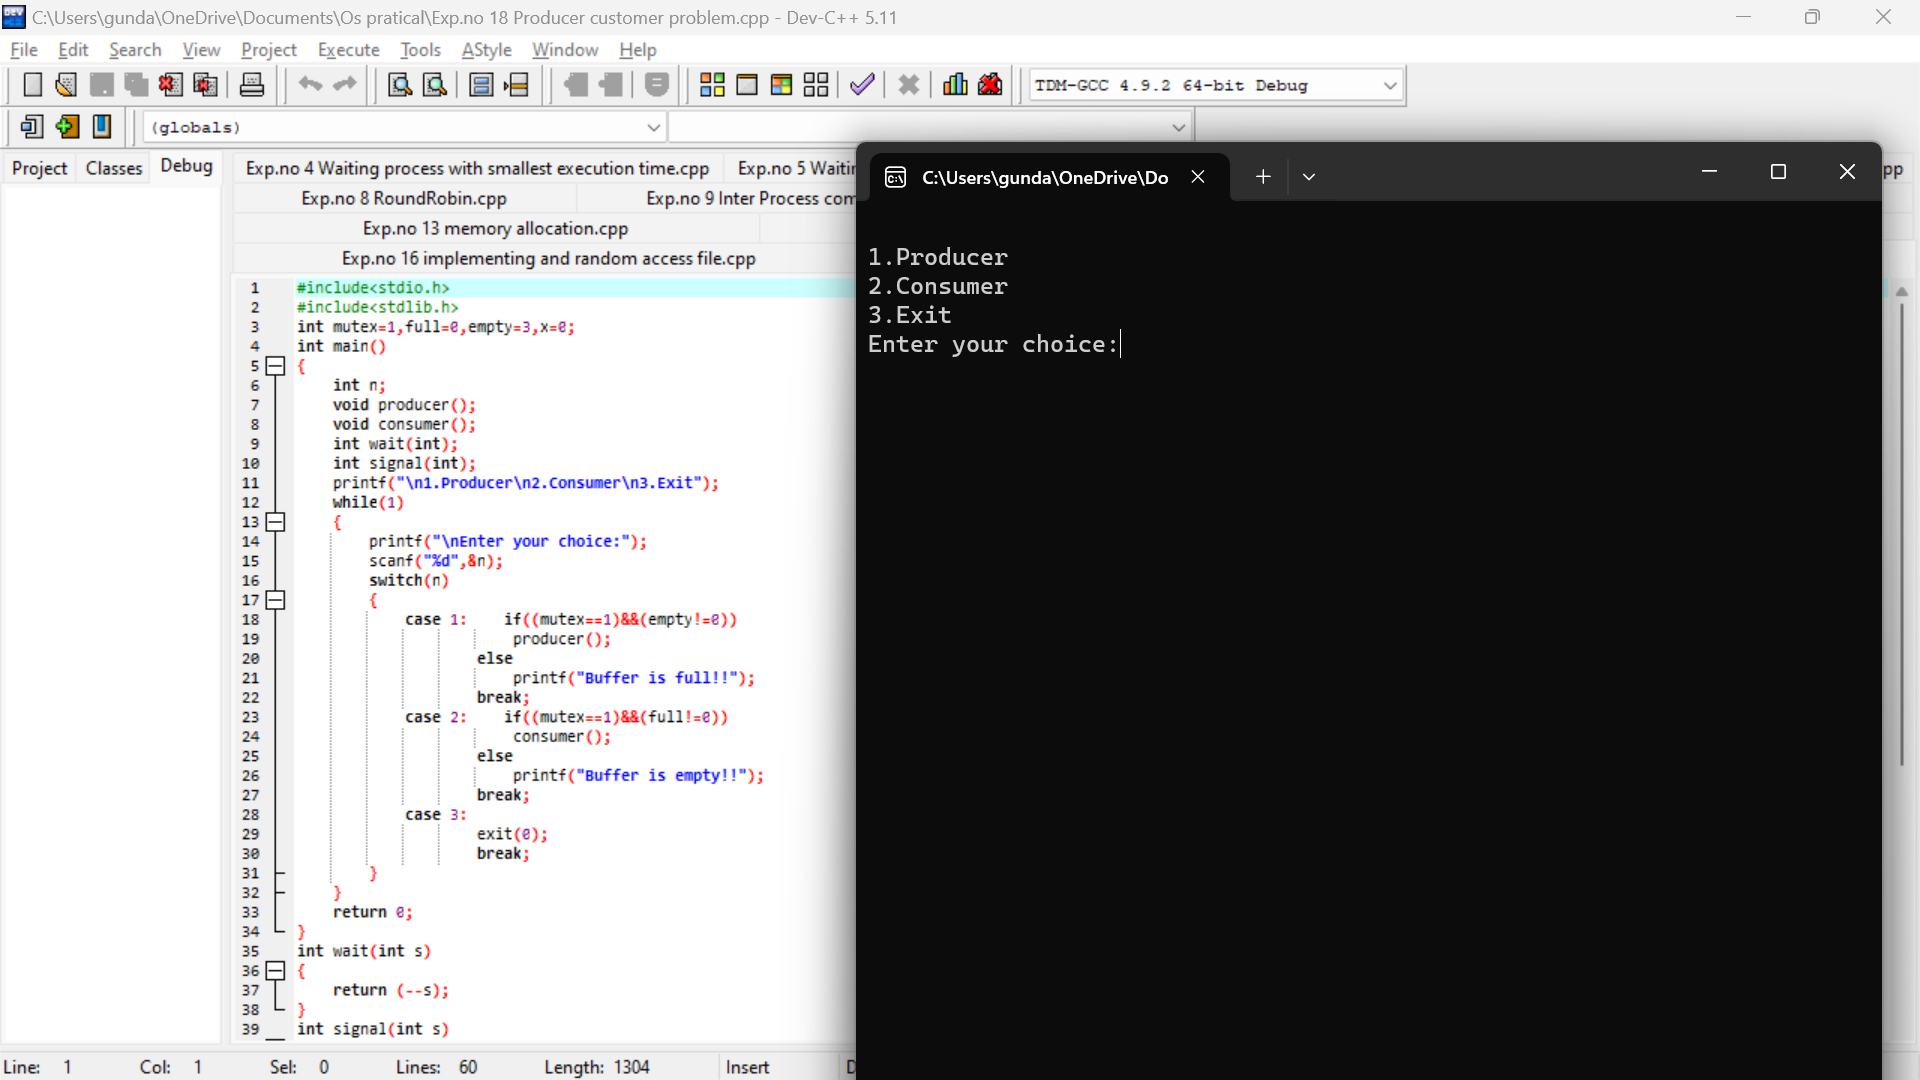 C:\Users\gunda\OneDrive\Documents\Os pratical\Exp.no 18 Producer customer problem.cpp - Dev-C++ 5.11
File Edit Search View Project Execute Tools AStyle Window Help
TDM-GCC 4.9.2 64-bit Debug
(globals)
Project Classes Debug
Exp.no 4 Waiting process with smallest execution time.cpp Exp.no 5 Waitin
pp
Exp.no 8 RoundRobin.cpp Exp.no 9 Inter Process com
Exp.no 13 memory allocation.cpp
Exp.no 16 implementing and random access file.cpp
1 #include<stdio.h>
2 #include<stdlib.h>
3 int mutex=1,full=0,empty=3,x=0;
4 int main()
5 {
6 int n;
7 void producer();
8 void consumer();
9 int wait(int);
10 int signal(int);
11 printf("\n1.Producer\n2.Consumer\n3.Exit");
12 while(1)
13 {
14 printf("\nEnter your choice:");
15 scanf("%d",&n);
16 switch(n)
17 {
18 case 1: if((mutex==1)&&(empty!=0))
19 producer();
20 else
21 printf("Buffer is full!!");
22 break;
23 case 2: if((mutex==1)&&(full!=0))
24 consumer();
25 else
26 printf("Buffer is empty!!");
27 break;
28 case 3:
29 exit(0);
30 break;
31 }
32 }
33 return 0;
34 }
35 int wait(int s)
36 {
37 return (--s);
38 }
39 int signal(int s)
Line: 1 Col: 1 Sel: 0 Lines: 60 Length: 1304 Insert D
C:\Users\gunda\OneDrive\Do
1.Producer
2.Consumer
3.Exit
Enter your choice: